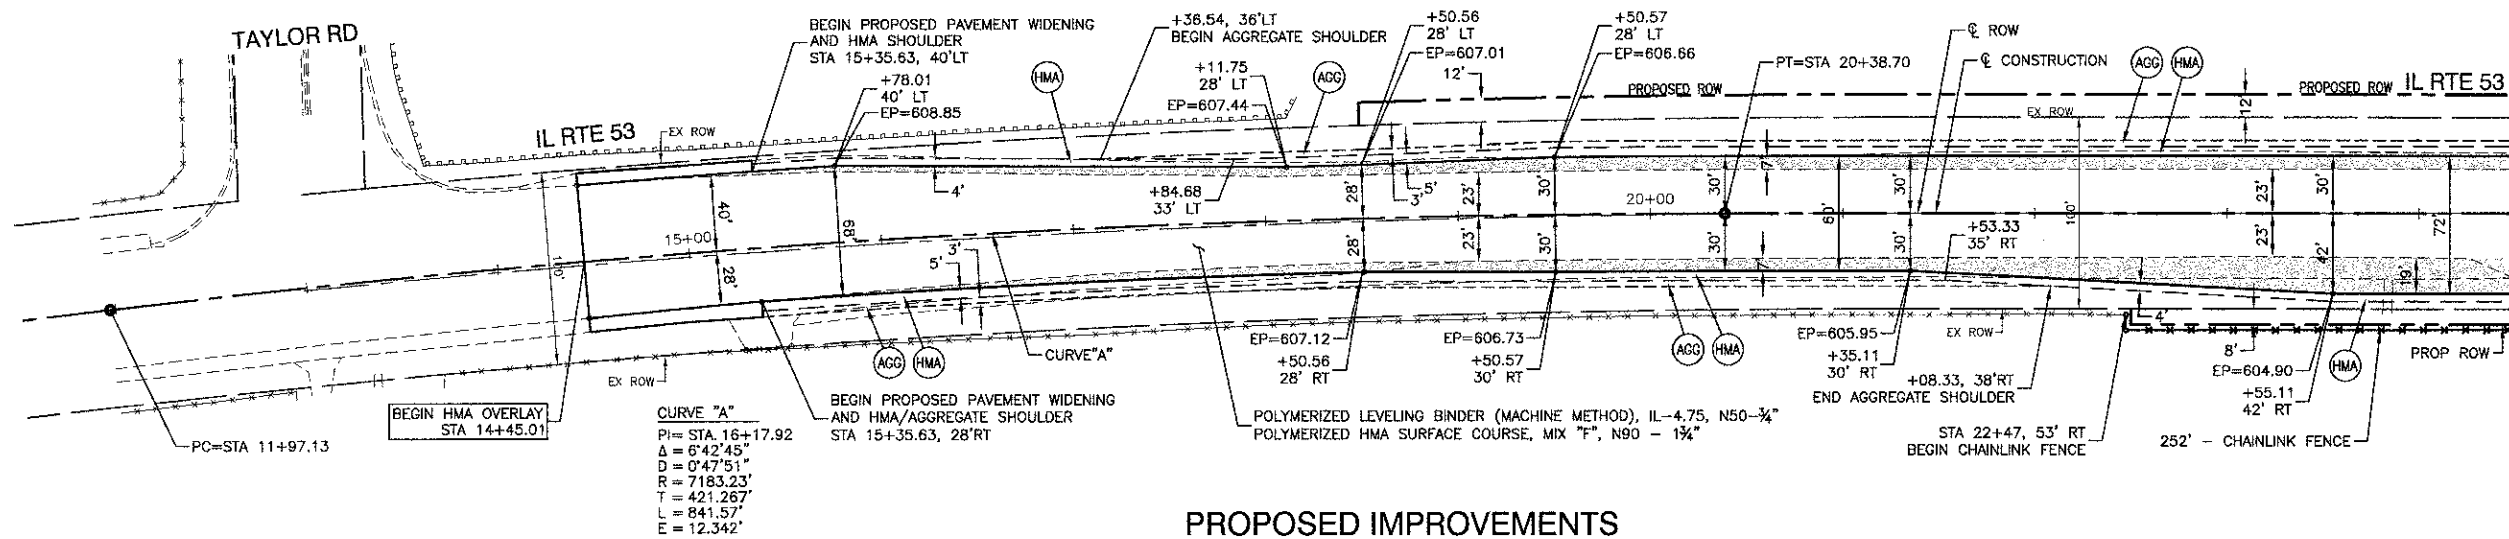 TAYLOR RD
BEGIN PROPOSED PAVEMENT WIDENING
AND HMA SHOULDER
STA 15+35.63, 40'LT
+78.01
40' LT
EP=608.85
HMA
+36.54, 36'LT
BEGIN AGGREGATE SHOULDER
+11.75
28' LT
EP=607.44
AGG
+50.56
28' LT
EP=607.01
12'
+50.57
28' LT
EP=606.66
℄ ROW
℄ CONSTRUCTION
PT=STA 20+38.70
AGG
HMA
PROPOSED ROW
PROPOSED ROW
IL RTE 53
12'
EX ROW
IL RTE 53
EX ROW
4'
+84.68
33' LT
5'
3'
28'
23'
30'
20+00
30'
7'
60'
30'
100'
23'
30'
72'
40'
68'
15+00
28'
100'
5'
3'
28'
23'
30'
30'
7'
30'
+53.33
35' RT
23'
42'
19'
4'
8'
AGG
HMA
CURVE "A"
EX ROW
EP=607.12
+50.56
28' RT
EP=606.73
+50.57
30' RT
AGG
HMA
EP=605.95
+35.11
30' RT
EX ROW
+08.33, 38'RT
END AGGREGATE SHOULDER
EP=604.90
+55.11
42' RT
HMA
PROP ROW
PC=STA 11+97.13
BEGIN HMA OVERLAY
STA 14+45.01
CURVE "A"
PI= STA. 16+17.92
Δ = 6°42'45"
D = 0°47'51"
R = 7183.23'
T = 421.267'
L = 841.57'
E = 12.342'
BEGIN PROPOSED PAVEMENT WIDENING
AND HMA/AGGREGATE SHOULDER
STA 15+35.63, 28'RT
POLYMERIZED LEVELING BINDER (MACHINE METHOD), IL-4.75, N50-¾"
POLYMERIZED HMA SURFACE COURSE, MIX "F", N90 - 1¾"
STA 22+47, 53' RT
BEGIN CHAINLINK FENCE
252' - CHAINLINK FENCE
PROPOSED IMPROVEMENTS